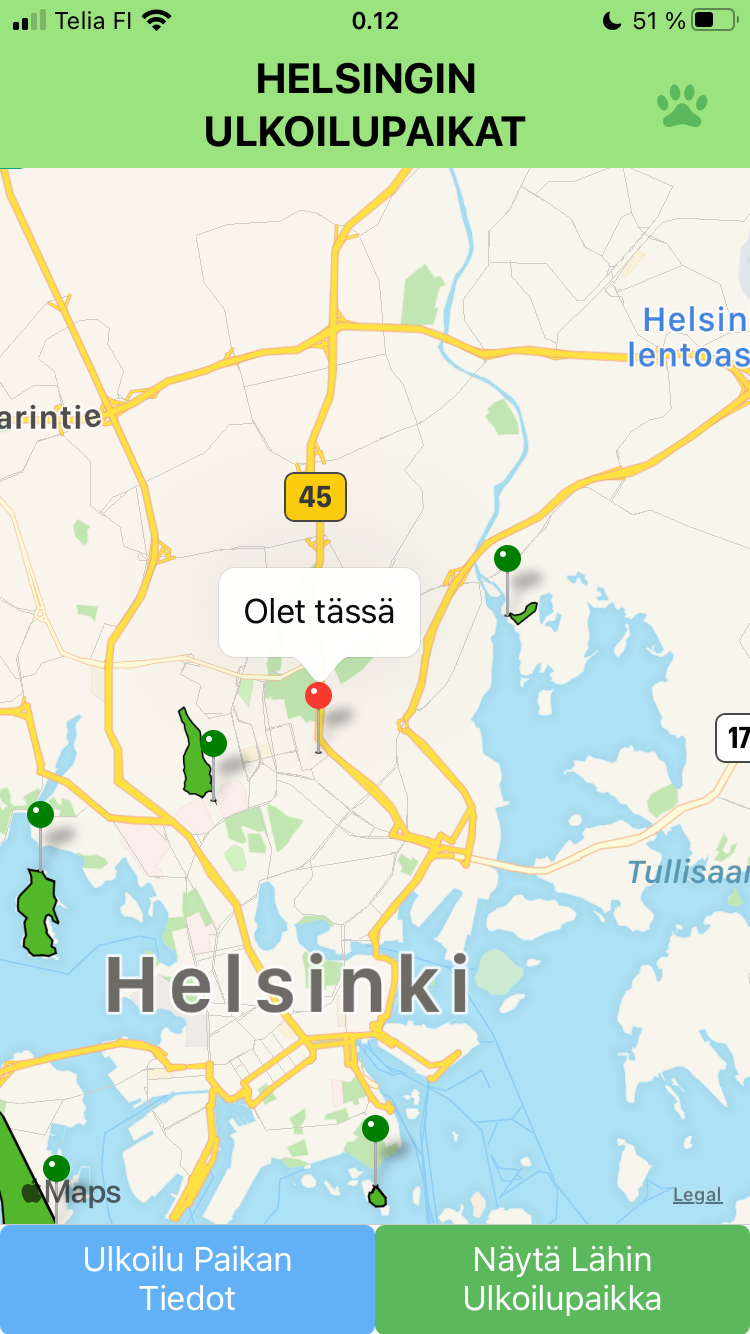 Telia FI 0.12 51 %
HELSINGIN
ULKOILUPAIKAT
Helsin
lentoas
arintie
45
Olet tässä
17
Tullisaar
Helsinki
Maps
Legal
Ulkoilu Paikan
Tiedot
Näytä Lähin
Ulkoilupaikka